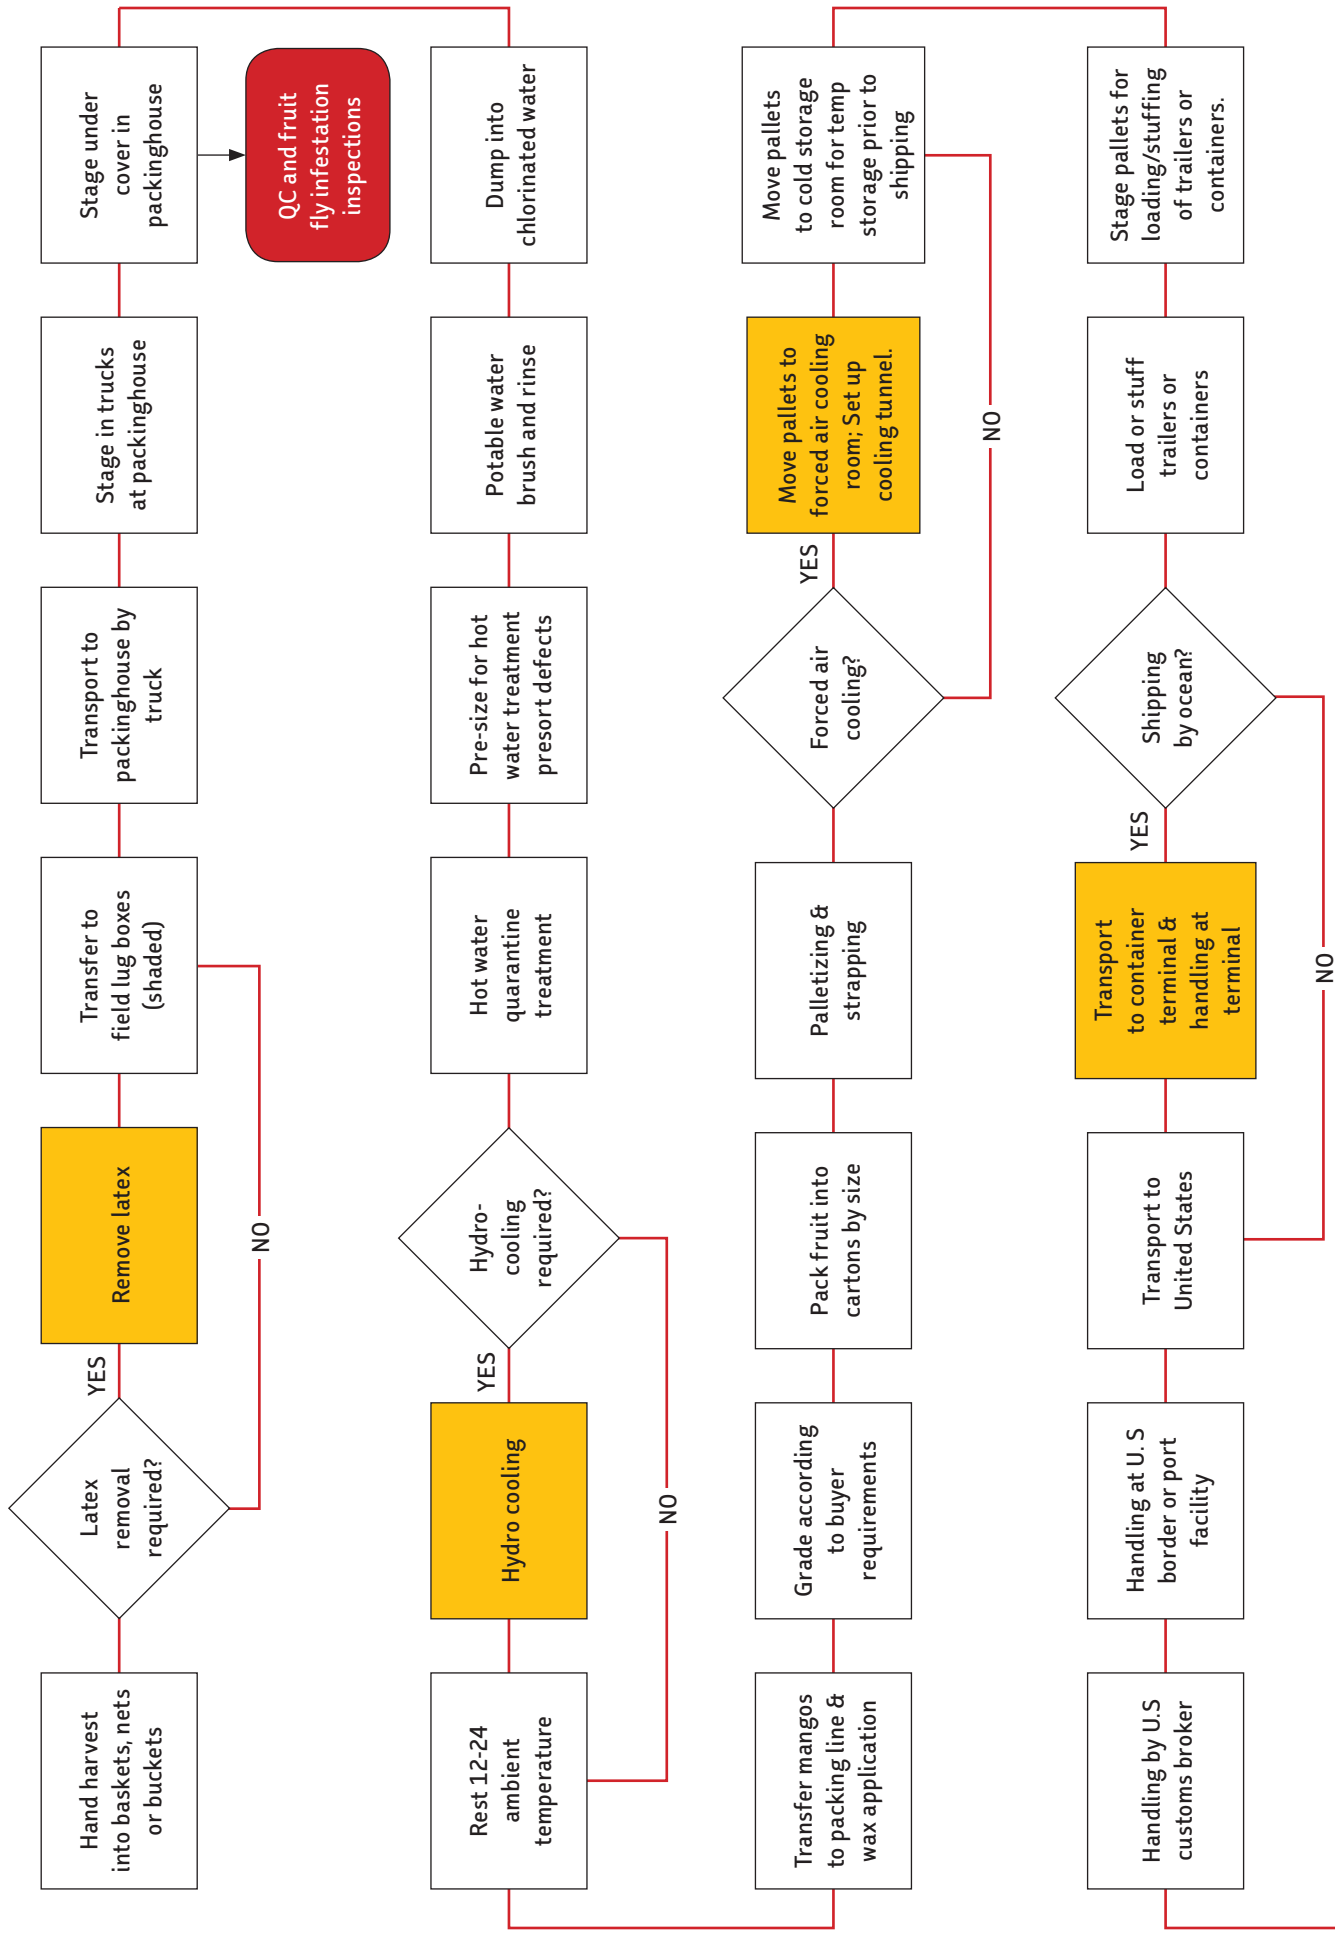 Hand harvest
into baskets, nets
or buckets
Latex
removal
required?
YES
NO
Remove latex
Transfer to
field lug boxes
(shaded)
Transport to
packinghouse by
truck
Stage in trucks
at packinghouse
Stage under
cover in
packinghouse
QC and fruit
fly infestation
inspections
Dump into
chlorinated water
Potable water
brush and rinse
Pre-size for hot
water treatment
presort defects
Hot water
quarantine
treatment
Hydro-
cooling
required?
YES
NO
Hydro cooling
Rest 12-24
ambient
temperature
Transfer mangos
to packing line &
wax application
Grade according
to buyer
requirements
Pack fruit into
cartons by size
Palletizing &
strapping
Forced air
cooling?
YES
NO
Move pallets to
forced air cooling
room; Set up
cooling tunnel.
Move pallets
to cold storage
room for temp
storage prior to
shipping
Stage pallets for
loading/stuffing
of trailers or
containers.
Load or stuff
trailers or
containers
Shipping
by ocean?
YES
NO
Transport
to container
terminal &
handling at
terminal
Transport to
United States
Handling at U. S
border or port
facility
Handling by U.S
customs broker